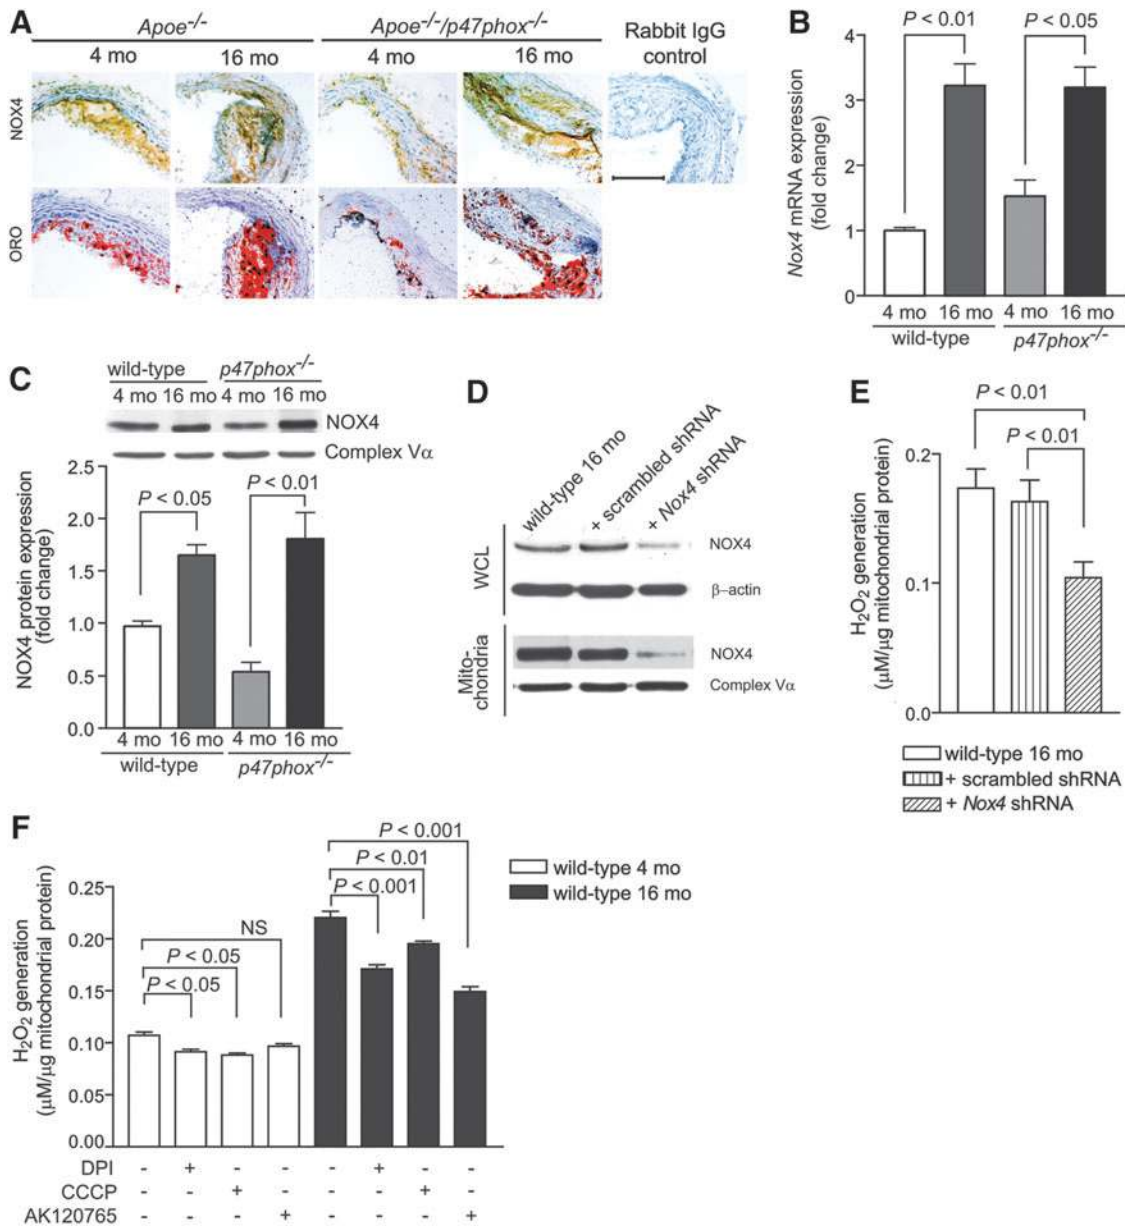 A
Apoe-/-
Apoe-/-/p47phox-/-
Rabbit IgG
control
4 mo
16 mo
4 mo
16 mo
NOX4
ORO
B
P < 0.01
P < 0.05
Nox4 mRNA expression
(fold change)
4
3
2
1
0
4 mo
16 mo
4 mo
16 mo
wild-type
p47phox-/-
C
wild-type
p47phox-/-
4 mo 16 mo
4 mo 16 mo
NOX4
Complex Vα
NOX4 protein expression
(fold change)
2.5
2.0
1.5
1.0
0.5
0.0
P < 0.05
P < 0.01
4 mo 16 mo
4 mo 16 mo
wild-type
p47phox-/-
D
wild-type 16 mo
+ scrambled shRNA
+ Nox4 shRNA
WCL
NOX4
β-actin
Mito-
chondria
NOX4
Complex Vα
E
P < 0.01
P < 0.01
H2O2 generation
(μM/μg mitochondrial protein)
0.2
0.1
0.0
wild-type 16 mo
+ scrambled shRNA
+ Nox4 shRNA
F
H2O2 generation
(μM/μg mitochondrial protein)
0.25
0.20
0.15
0.10
0.05
0.00
NS
P < 0.05
P < 0.05
P < 0.001
P < 0.01
P < 0.001
wild-type 4 mo
wild-type 16 mo
DPI - + - - - + - -
CCCP - - + - - - + -
AK120765 - - - + - - - +